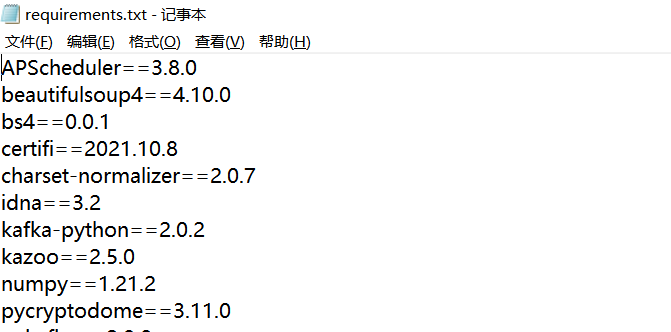 requirements.txt - 记事本
文件(F) 编辑(E) 格式(O) 查看(V) 帮助(H)
APScheduler==3.8.0
beautifulsoup4==4.10.0
bs4==0.0.1
certifi==2021.10.8
charset-normalizer==2.0.7
idna==3.2
kafka-python==2.0.2
kazoo==2.5.0
numpy==1.21.2
pycryptodome==3.11.0